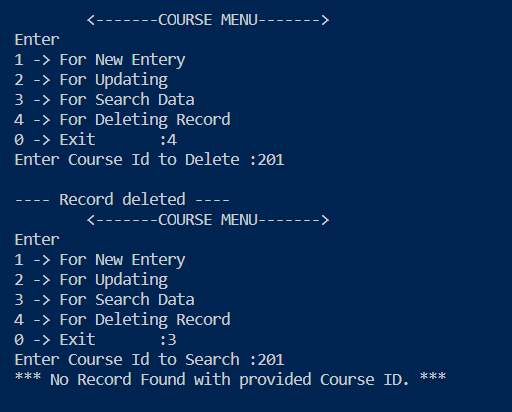 <-------COURSE MENU------->
Enter
1 -> For New Entery
2 -> For Updating
3 -> For Search Data
4 -> For Deleting Record
0 -> Exit       :4
Enter Course Id to Delete :201
---- Record deleted ----
<-------COURSE MENU------->
Enter
1 -> For New Entery
2 -> For Updating
3 -> For Search Data
4 -> For Deleting Record
0 -> Exit       :3
Enter Course Id to Search :201
*** No Record Found with provided Course ID. ***